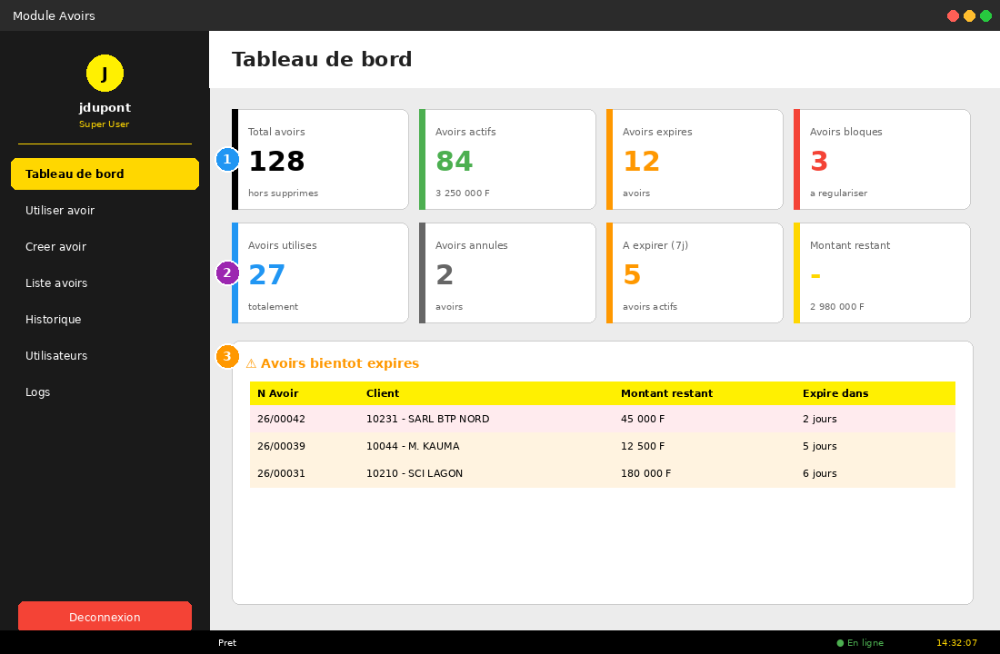 Module Avoirs
J
jdupont
Super User
Tableau de bord
Utiliser avoir
Creer avoir
Liste avoirs
Historique
Utilisateurs
Logs
Deconnexion
Tableau de bord
1
Total avoirs
128
hors supprimes
Avoirs actifs
84
3 250 000 F
Avoirs expires
12
avoirs
Avoirs bloques
3
a regulariser
2
Avoirs utilises
27
totalement
Avoirs annules
2
avoirs
A expirer (7j)
5
avoirs actifs
Montant restant
-
2 980 000 F
3
⚠ Avoirs bientot expires
N Avoir Client Montant restant Expire dans
26/00042 10231 - SARL BTP NORD 45 000 F 2 jours
26/00039 10044 - M. KAUMA 12 500 F 5 jours
26/00031 10210 - SCI LAGON 180 000 F 6 jours
Pret ● En ligne 14:32:07